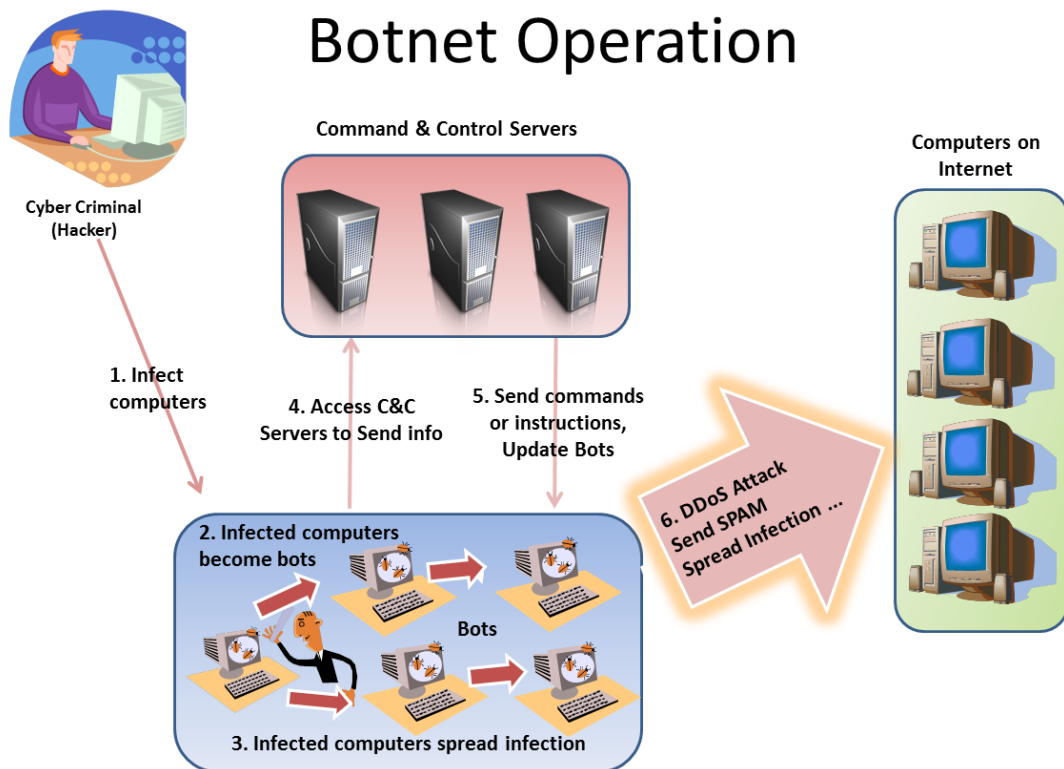 Botnet Operation
Cyber Criminal
(Hacker)
Command & Control Servers
Computers on
Internet
1. Infect
computers
4. Access C&C
Servers to Send info
5. Send commands
or instructions,
Update Bots
6. DDoS Attack
Send SPAM
Spread Infection ...
2. Infected computers
become bots
Bots
3. Infected computers spread infection